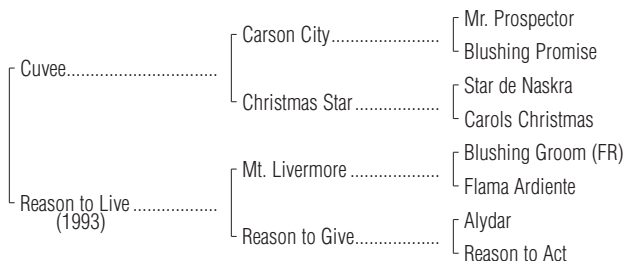 Mr. Prospector
Carson City......................
Blushing Promise
Cuvee...............................
Star de Naskra
Christmas Star.................
Carols Christmas
Blushing Groom (FR)
Mt. Livermore..................
Flama Ardiente
Reason to Live.................
(1993)
Alydar
Reason to Give.................
Reason to Act